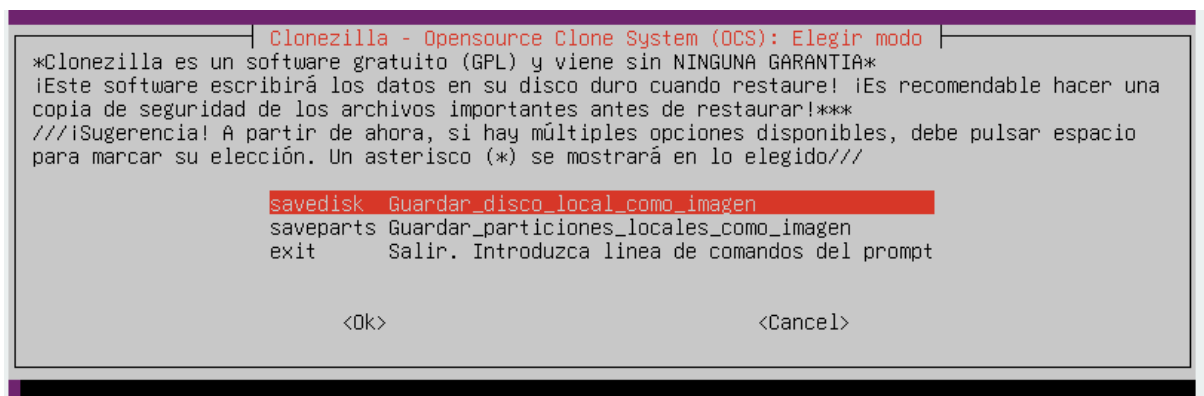 Clonezilla - Opensource Clone System (OCS): Elegir modo
*Clonezilla es un software gratuito (GPL) y viene sin NINGUNA GARANTIA*
¡Este software escribirá los datos en su disco duro cuando restaure! ¡Es recomendable hacer una
copia de seguridad de los archivos importantes antes de restaurar!***
///¡Sugerencia! A partir de ahora, si hay múltiples opciones disponibles, debe pulsar espacio
para marcar su elección. Un asterisco (*) se mostrará en lo elegido///
savedisk Guardar_disco_local_como_imagen
saveparts Guardar_particiones_locales_como_imagen
exit Salir. Introduzca linea de comandos del prompt
<Ok> <Cancel>